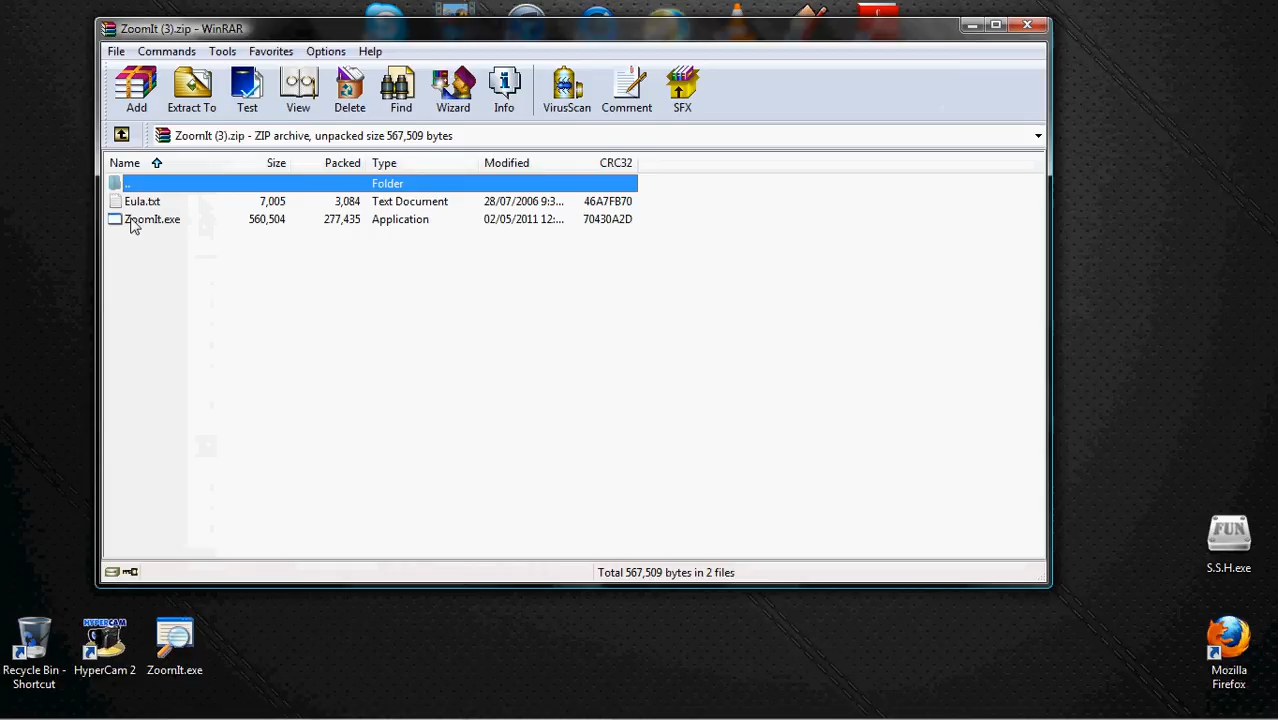 ZoomIt (3).zip - WinRAR
File Commands Tools Favorites Options Help
Add Extract To Test View Delete Find Wizard Info VirusScan Comment SFX
ZoomIt (3).zip - ZIP archive, unpacked size 567,509 bytes
Name Size Packed Type Modified CRC32
.. Folder
Eula.txt 7,005 3,084 Text Document 28/07/2006 9:3... 46A7FB70
ZoomIt.exe 560,504 277,435 Application 02/05/2011 12:... 70430A2D
Total 567,509 bytes in 2 files
FUN
S.S.H.exe
HYPERCAM
Recycle Bin -
Shortcut
HyperCam 2
ZoomIt.exe
Mozilla
Firefox